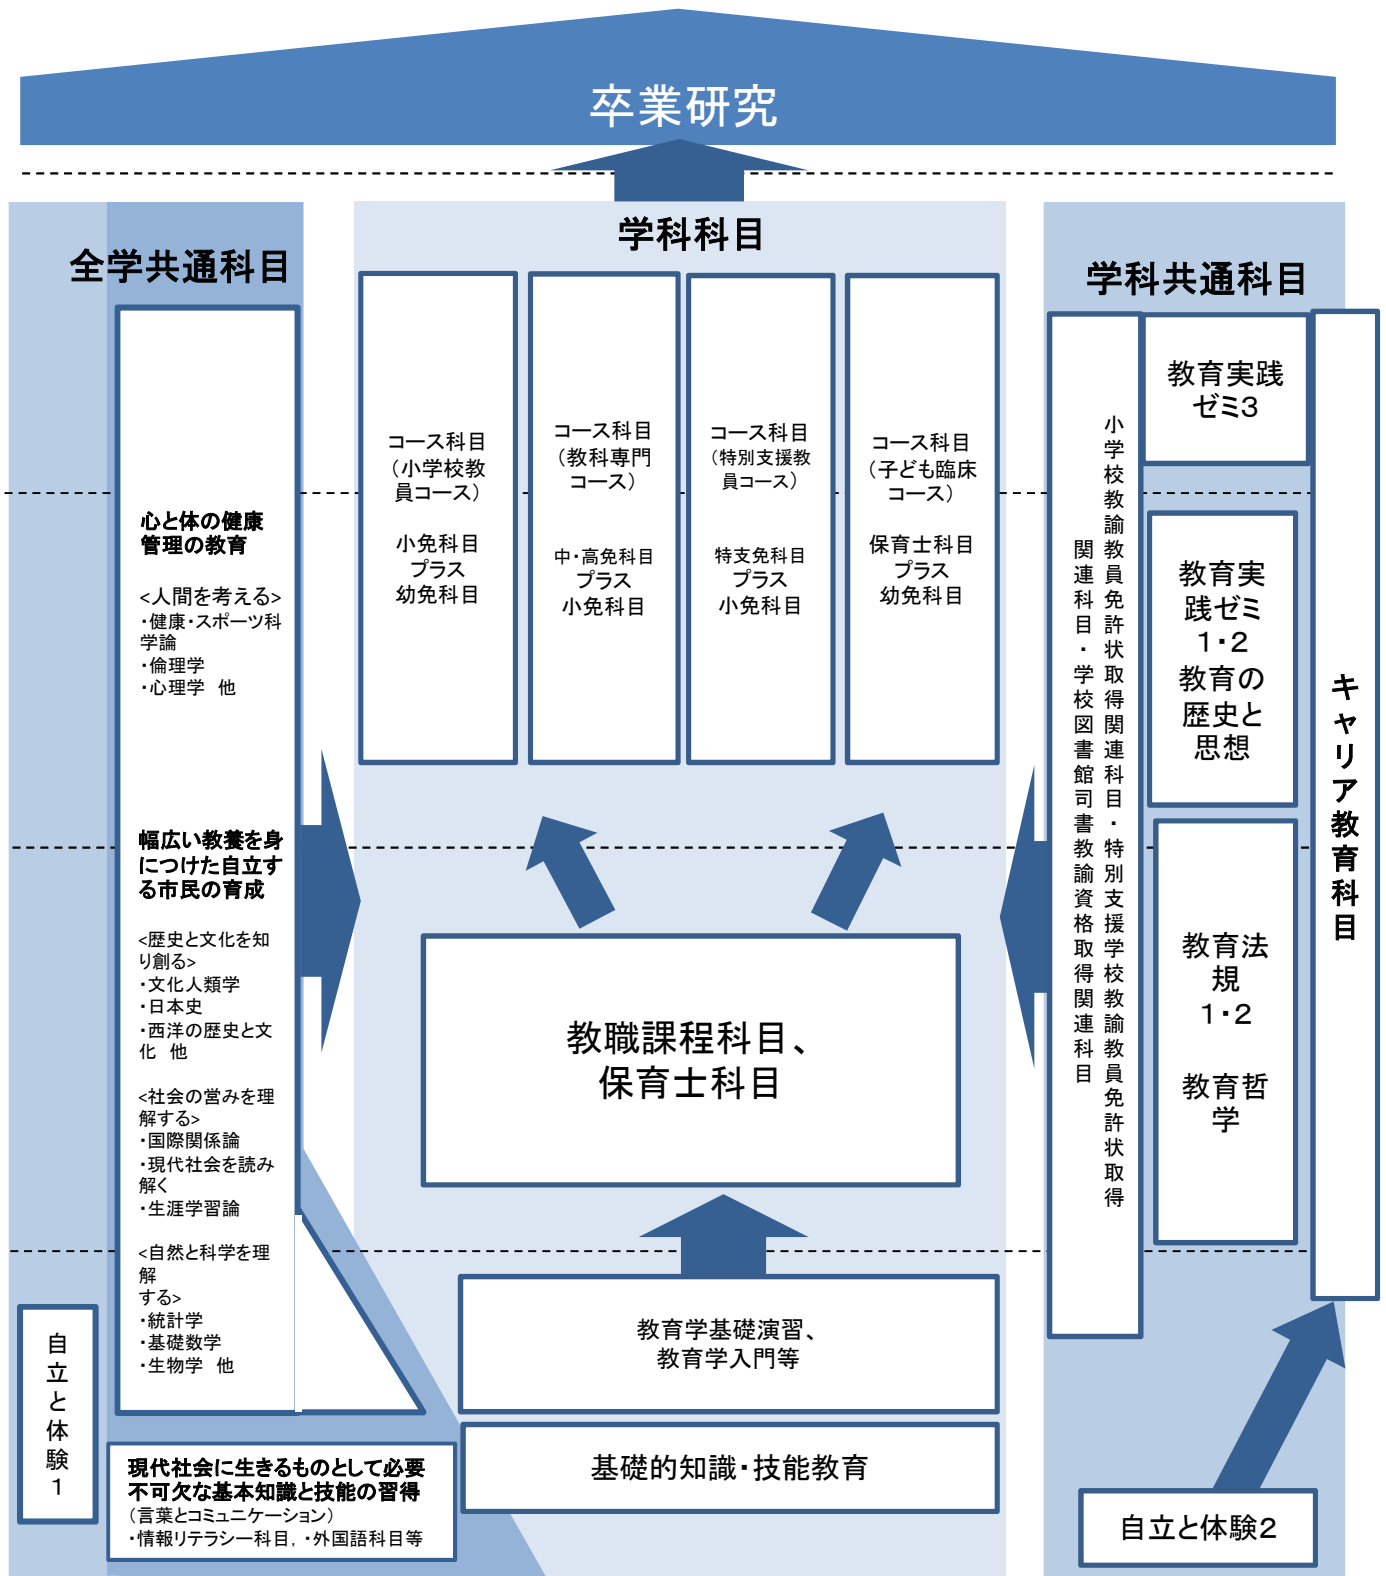 卒業研究
全学共通科目
心と体の健康
管理の教育
<人間を考える>
・健康・スポーツ科
学論
・倫理学
・心理学 他
幅広い教養を身
につけた自立す
る市民の育成
<歴史と文化を知
り創る>
・文化人類学
・日本史
・西洋の歴史と文
化 他
<社会の営みを理
解する>
・国際関係論
・現代社会を読み
解く
・生涯学習論
<自然と科学を理
解
する>
・統計学
・基礎数学
・生物学 他
自立と体験1
現代社会に生きるものとして必要
不可欠な基本知識と技能の習得
（言葉とコミュニケーション）
・情報リテラシー科目，・外国語科目等
学科科目
コース科目
（小学校教
員コース）
小免科目
プラス
幼免科目
コース科目
（教科専門
コース）
中・高免科目
プラス
小免科目
コース科目
（特別支援教
員コース）
特支免科目
プラス
小免科目
コース科目
（子ども臨床
コース）
保育士科目
プラス
幼免科目
教職課程科目、
保育士科目
教育学基礎演習、
教育学入門等
基礎的知識・技能教育
学科共通科目
小学校教諭教員免許状取得関連科目・特別支援学校教諭教員免許状取得
関連科目・学校図書館司書教諭資格取得関連科目
教育実践
ゼミ3
教育実
践ゼミ
1・2
教育の
歴史と
思想
教育法
規
1・2
教育哲
学
キャリア教育科目
自立と体験2